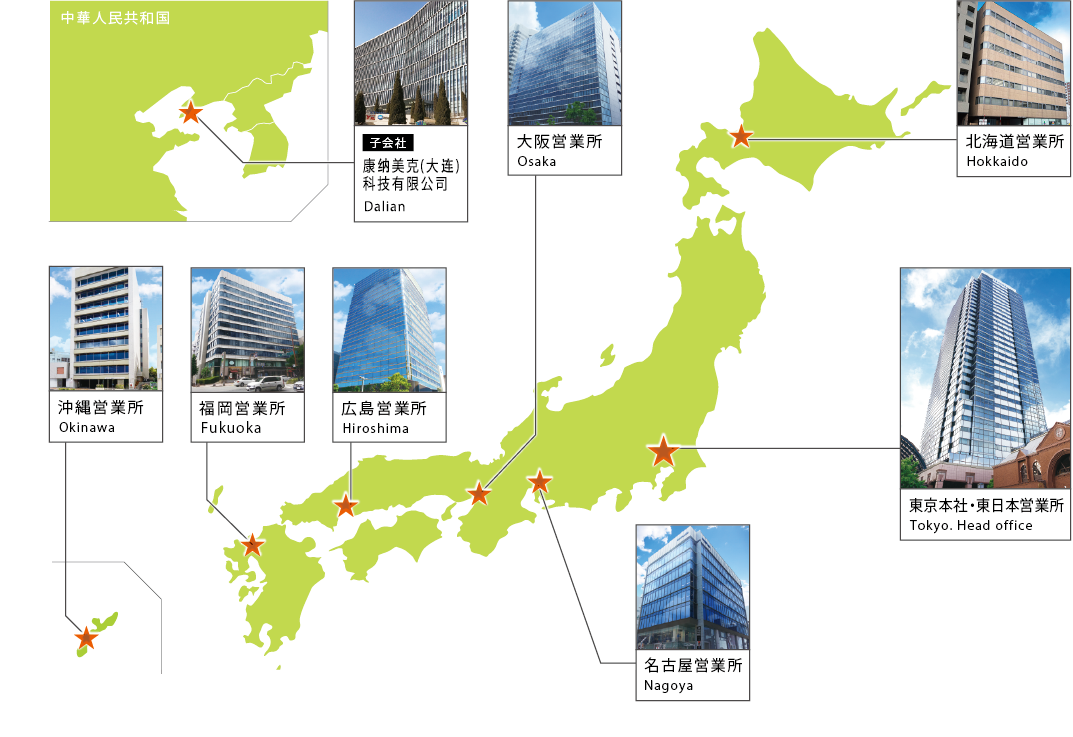 中華人民共和国
子会社
康纳美克(大连)
科技有限公司
Dalian
大阪営業所
Osaka
北海道営業所
Hokkaido
沖縄営業所
Okinawa
福岡営業所
Fukuoka
広島営業所
Hiroshima
東京本社・東日本営業所
Tokyo. Head office
名古屋営業所
Nagoya